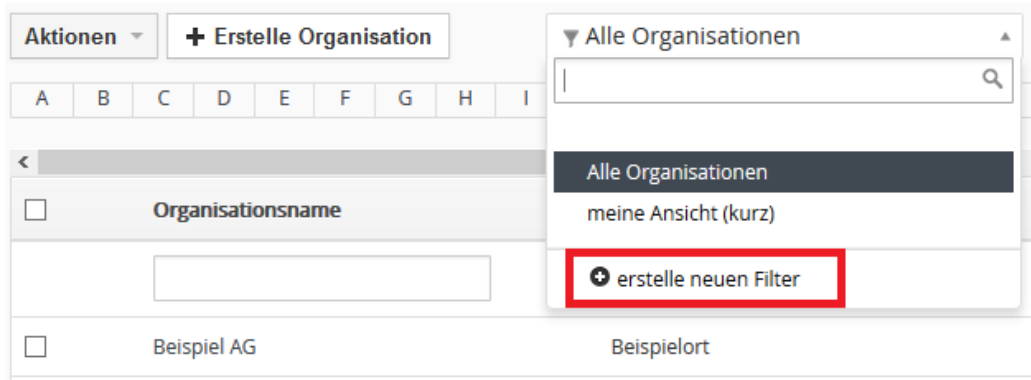 Aktionen + Erstelle Organisation Alle Organisationen
A B C D E F G H I
Alle Organisationen
Organisationsname meine Ansicht (kurz)
erstelle neuen Filter
Beispiel AG Beispielort